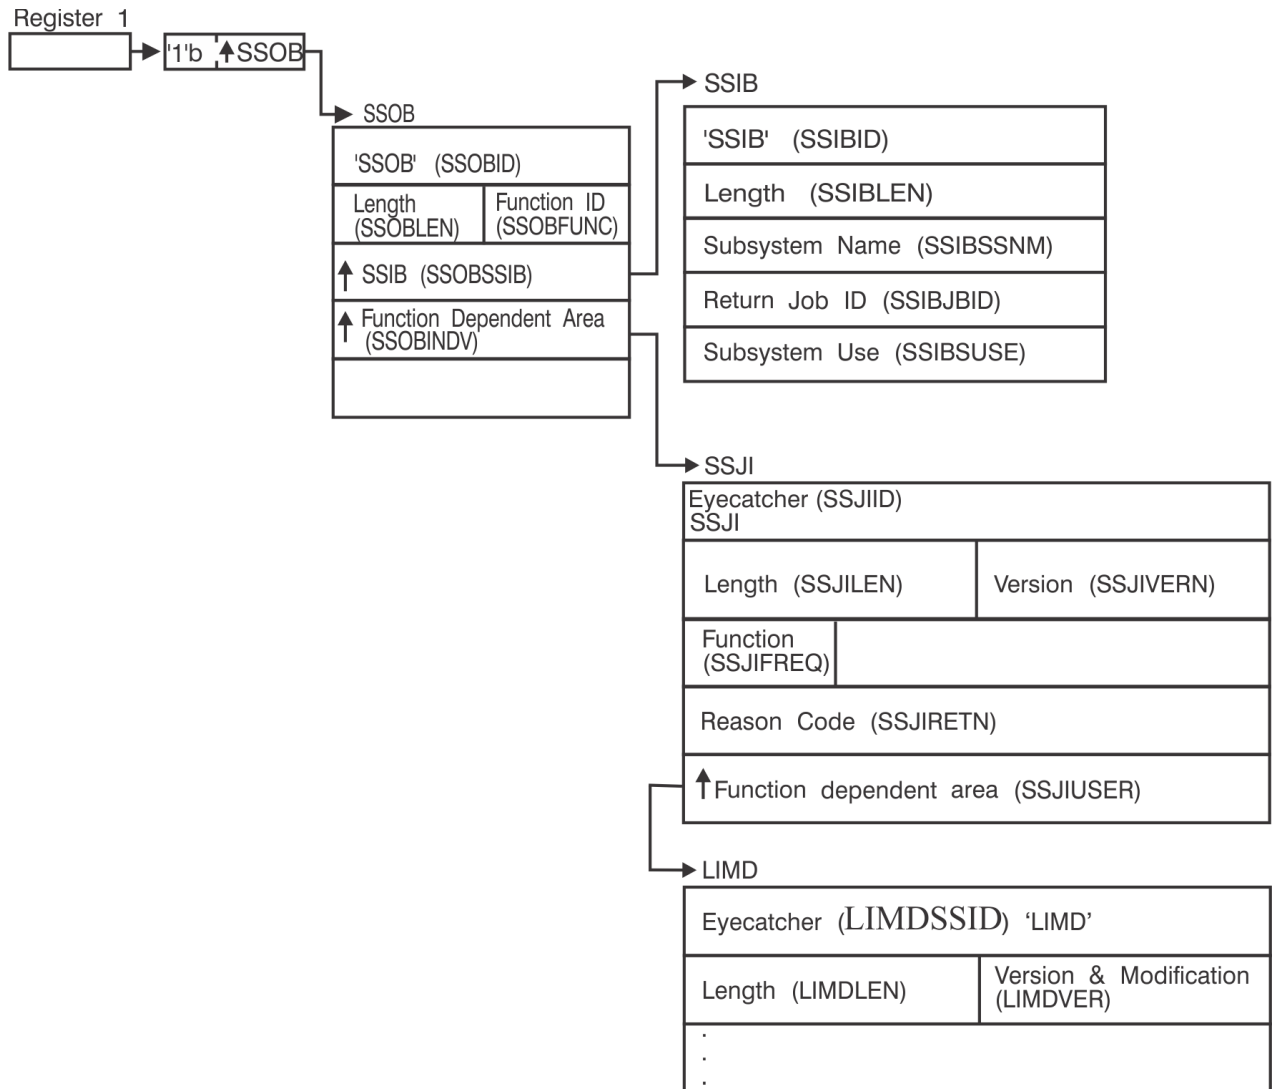 Register 1
'1'b ↑SSOB
SSIB
SSOB
'SSIB' (SSIBID)
'SSOB' (SSOBID)
Length (SSIBLEN)
Length
(SSOBLEN)
Function ID
(SSOBFUNC)
Subsystem Name (SSIBSSNM)
↑ SSIB (SSOBSSIB)
Return Job ID (SSIBJBID)
↑ Function Dependent Area
(SSOBINDV)
Subsystem Use (SSIBSUSE)
SSJI
Eyecatcher (SSJIID)
SSJI
Length (SSJILEN)
Version (SSJIVERN)
Function
(SSJIFREQ)
Reason Code (SSJIRETN)
↑Function dependent area (SSJIUSER)
LIMD
Eyecatcher (LIMDSSID) ‘LIMD’
Length (LIMDLEN)
Version & Modification
(LIMDVER)
.
.
.